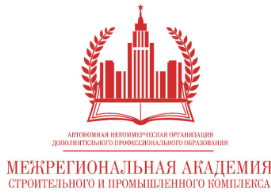 АВТОНОМНАЯ НЕКОММЕРЧЕСКАЯ ОРГАНИЗАЦИЯ
ДОПОЛНИТЕЛЬНОГО ПРОФЕССИОНАЛЬНОГО ОБРАЗОВАНИЯ
МЕЖРЕГИОНАЛЬНАЯ АКАДЕМИЯ
СТРОИТЕЛЬНОГО И ПРОМЫШЛЕННОГО КОМПЛЕКСА